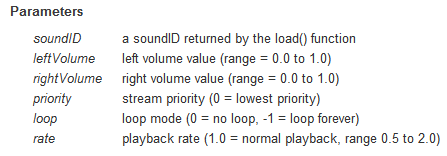 Parameters
soundID a soundID returned by the load() function
leftVolume left volume value (range = 0.0 to 1.0)
rightVolume right volume value (range = 0.0 to 1.0)
priority stream priority (0 = lowest priority)
loop loop mode (0 = no loop, -1 = loop forever)
rate playback rate (1.0 = normal playback, range 0.5 to 2.0)